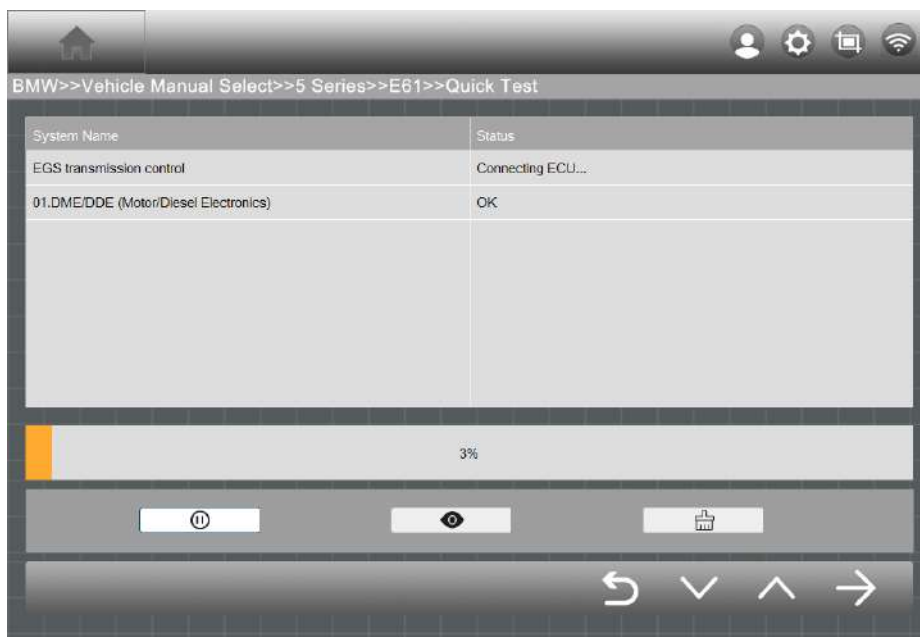 BMW>>Vehicle Manual Select>>5 Series>>E61>>Quick Test
System Name Status
EGS transmission control Connecting ECU...
01.DME/DDE (Motor/Diesel Electronics) OK
3%